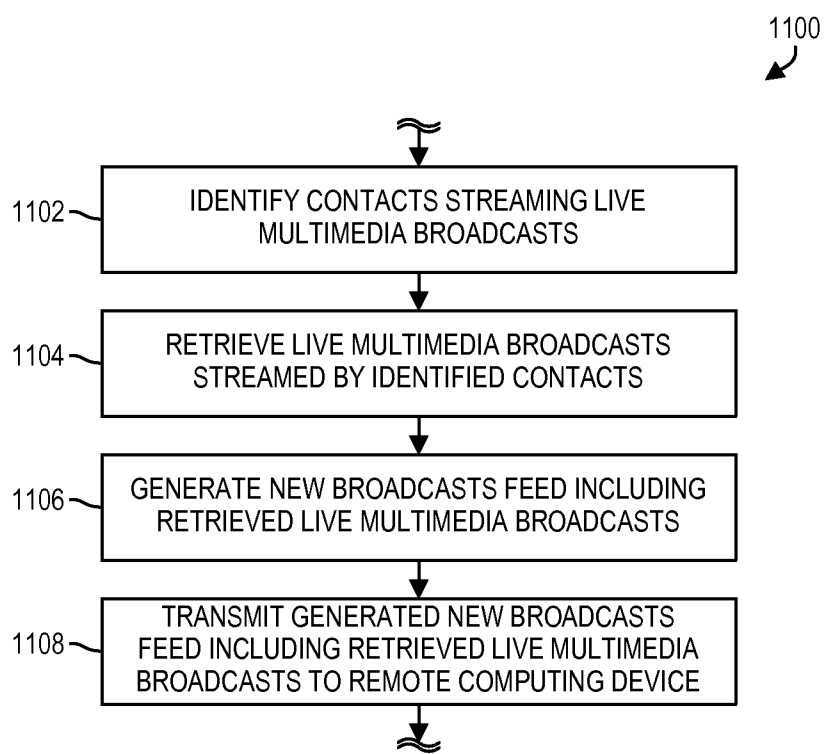 1100
1102
IDENTIFY CONTACTS STREAMING LIVE
MULTIMEDIA BROADCASTS
1104
RETRIEVE LIVE MULTIMEDIA BROADCASTS
STREAMED BY IDENTIFIED CONTACTS
1106
GENERATE NEW BROADCASTS FEED INCLUDING
RETRIEVED LIVE MULTIMEDIA BROADCASTS
1108
TRANSMIT GENERATED NEW BROADCASTS
FEED INCLUDING RETRIEVED LIVE MULTIMEDIA
BROADCASTS TO REMOTE COMPUTING DEVICE